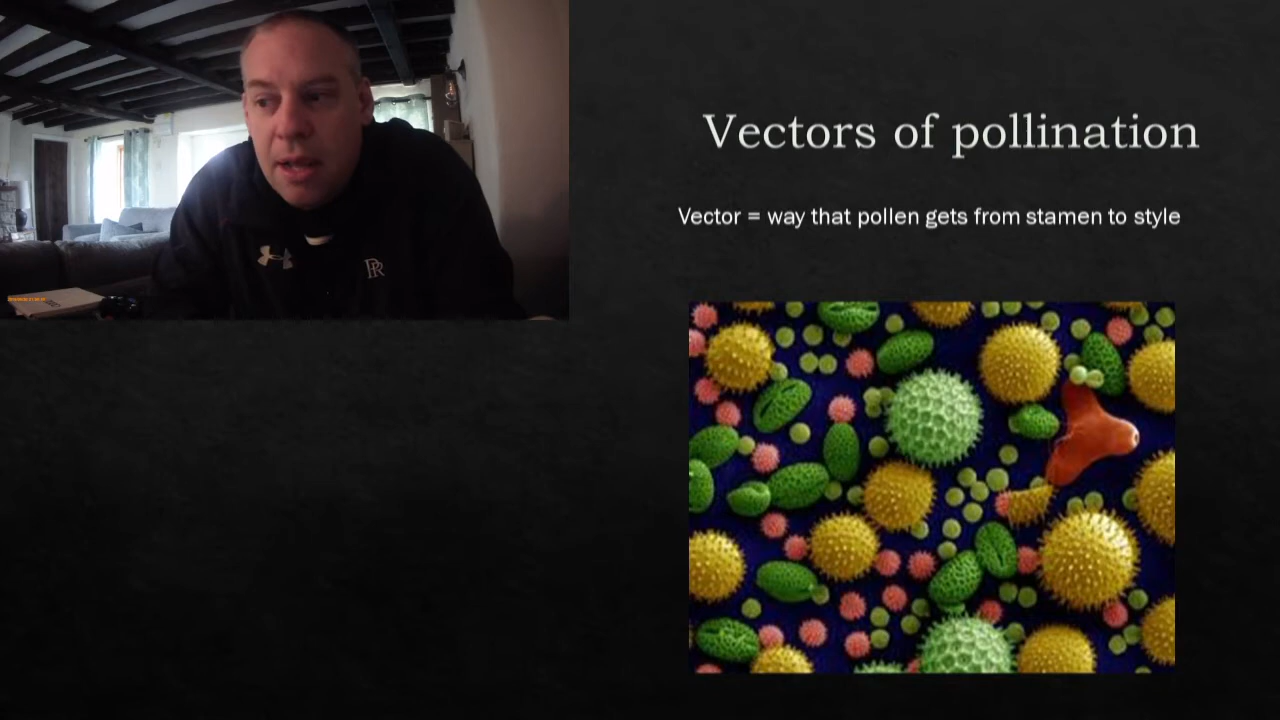 Vectors of pollination
Vector = way that pollen gets from stamen to style